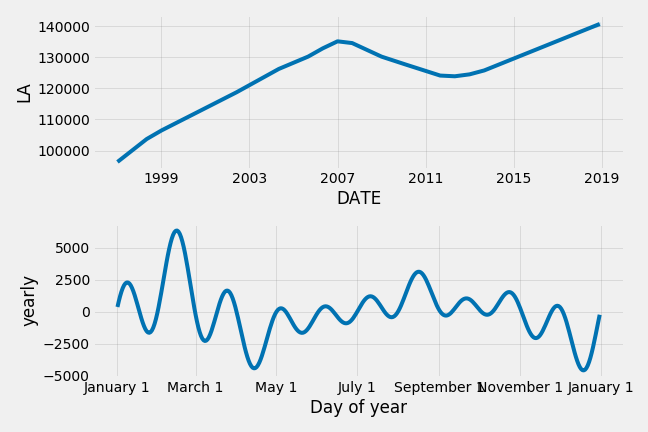 140000
130000
120000
110000
100000
LA
1999 2003 2007 2011 2015 2019
DATE
5000
2500
0
−2500
−5000
yearly
January 1 March 1 May 1 July 1 September 1 November 1 January 1
Day of year